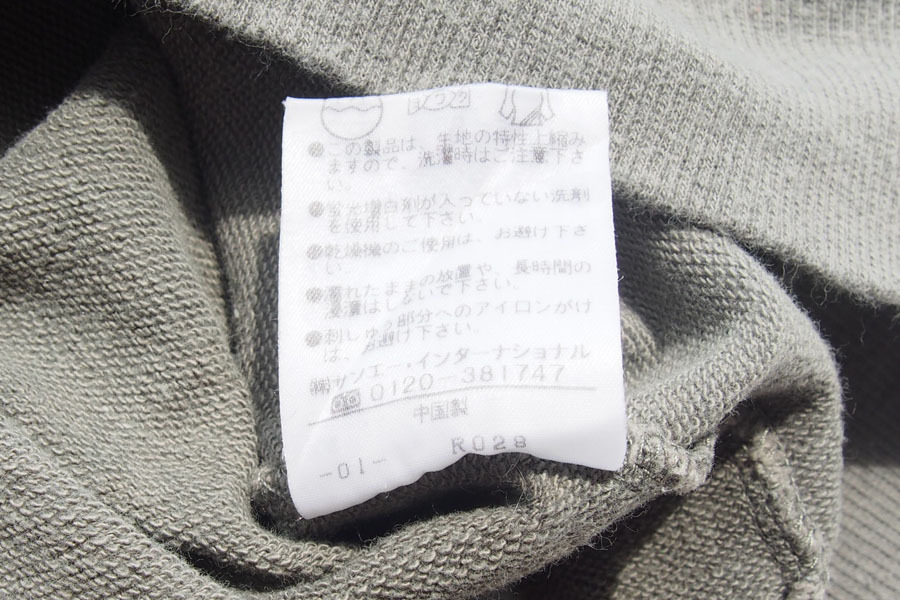 ●この製品は、生地の特性上縮み
ますので、洗濯時はご注意下さ
い。
●蛍光増白剤が入っていない洗剤
を使用して下さい。
●乾燥機のご使用は、お避け下さ
い。
●濡れたままの放置や、長時間の
浸漬はしないで下さい。
●刺しゅう部分へのアイロンがけ
は、お避け下さい。
㈱サンエー・インターナショナル
0120-381747
中国製
R028
-01-